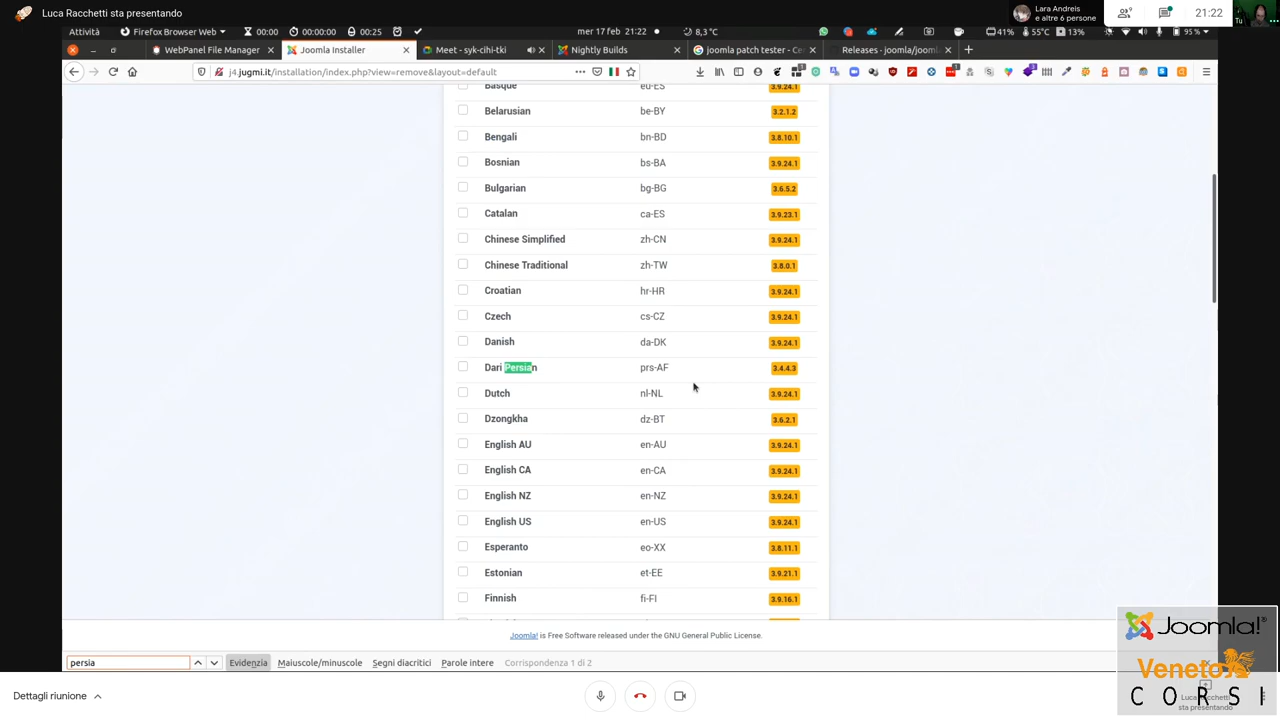 Luca Racchetti sta presentando
Lara Andreis
e altre 6 persone
9
21:22
Tu
Attività
Firefox Web Browser
00:00
00:00:00
00:25
mer 17 feb 21:22
8,3 °C
41%
55°C
13%
95 %
WebPanel File Manager
Joomla Installer
Meet - syk-cihi-tki
Nightly Builds
joomla patch tester - Ce
Releases · joomla/jooml
j4.jugmi.it/installation/index.php?view=remove&layout=default
Basque eu-ES 3.9.24.1
Belarusian be-BY 3.2.1.2
Bengali bn-BD 3.8.10.1
Bosnian bs-BA 3.9.24.1
Bulgarian bg-BG 3.6.5.2
Catalan ca-ES 3.9.23.1
Chinese Simplified zh-CN 3.9.24.1
Chinese Traditional zh-TW 3.8.0.1
Croatian hr-HR 3.9.24.1
Czech cs-CZ 3.9.24.1
Danish da-DK 3.9.24.1
Dari Persian prs-AF 3.4.4.3
Dutch nl-NL 3.9.24.1
Dzongkha dz-BT 3.6.2.1
English AU en-AU 3.9.24.1
English CA en-CA 3.9.24.1
English NZ en-NZ 3.9.24.1
English US en-US 3.9.24.1
Esperanto eo-XX 3.8.11.1
Estonian et-EE 3.9.21.1
Finnish fi-FI 3.9.16.1
Joomla! is Free Software released under the GNU General Public License.
persia
Evidenzia
Maiuscole/minuscole
Segni diacritici
Parole intere
Corrispondenza 1 di 2
Dettagli riunione
Joomla!®
Veneto
CORSI
Luca Racchetti
sta presentando